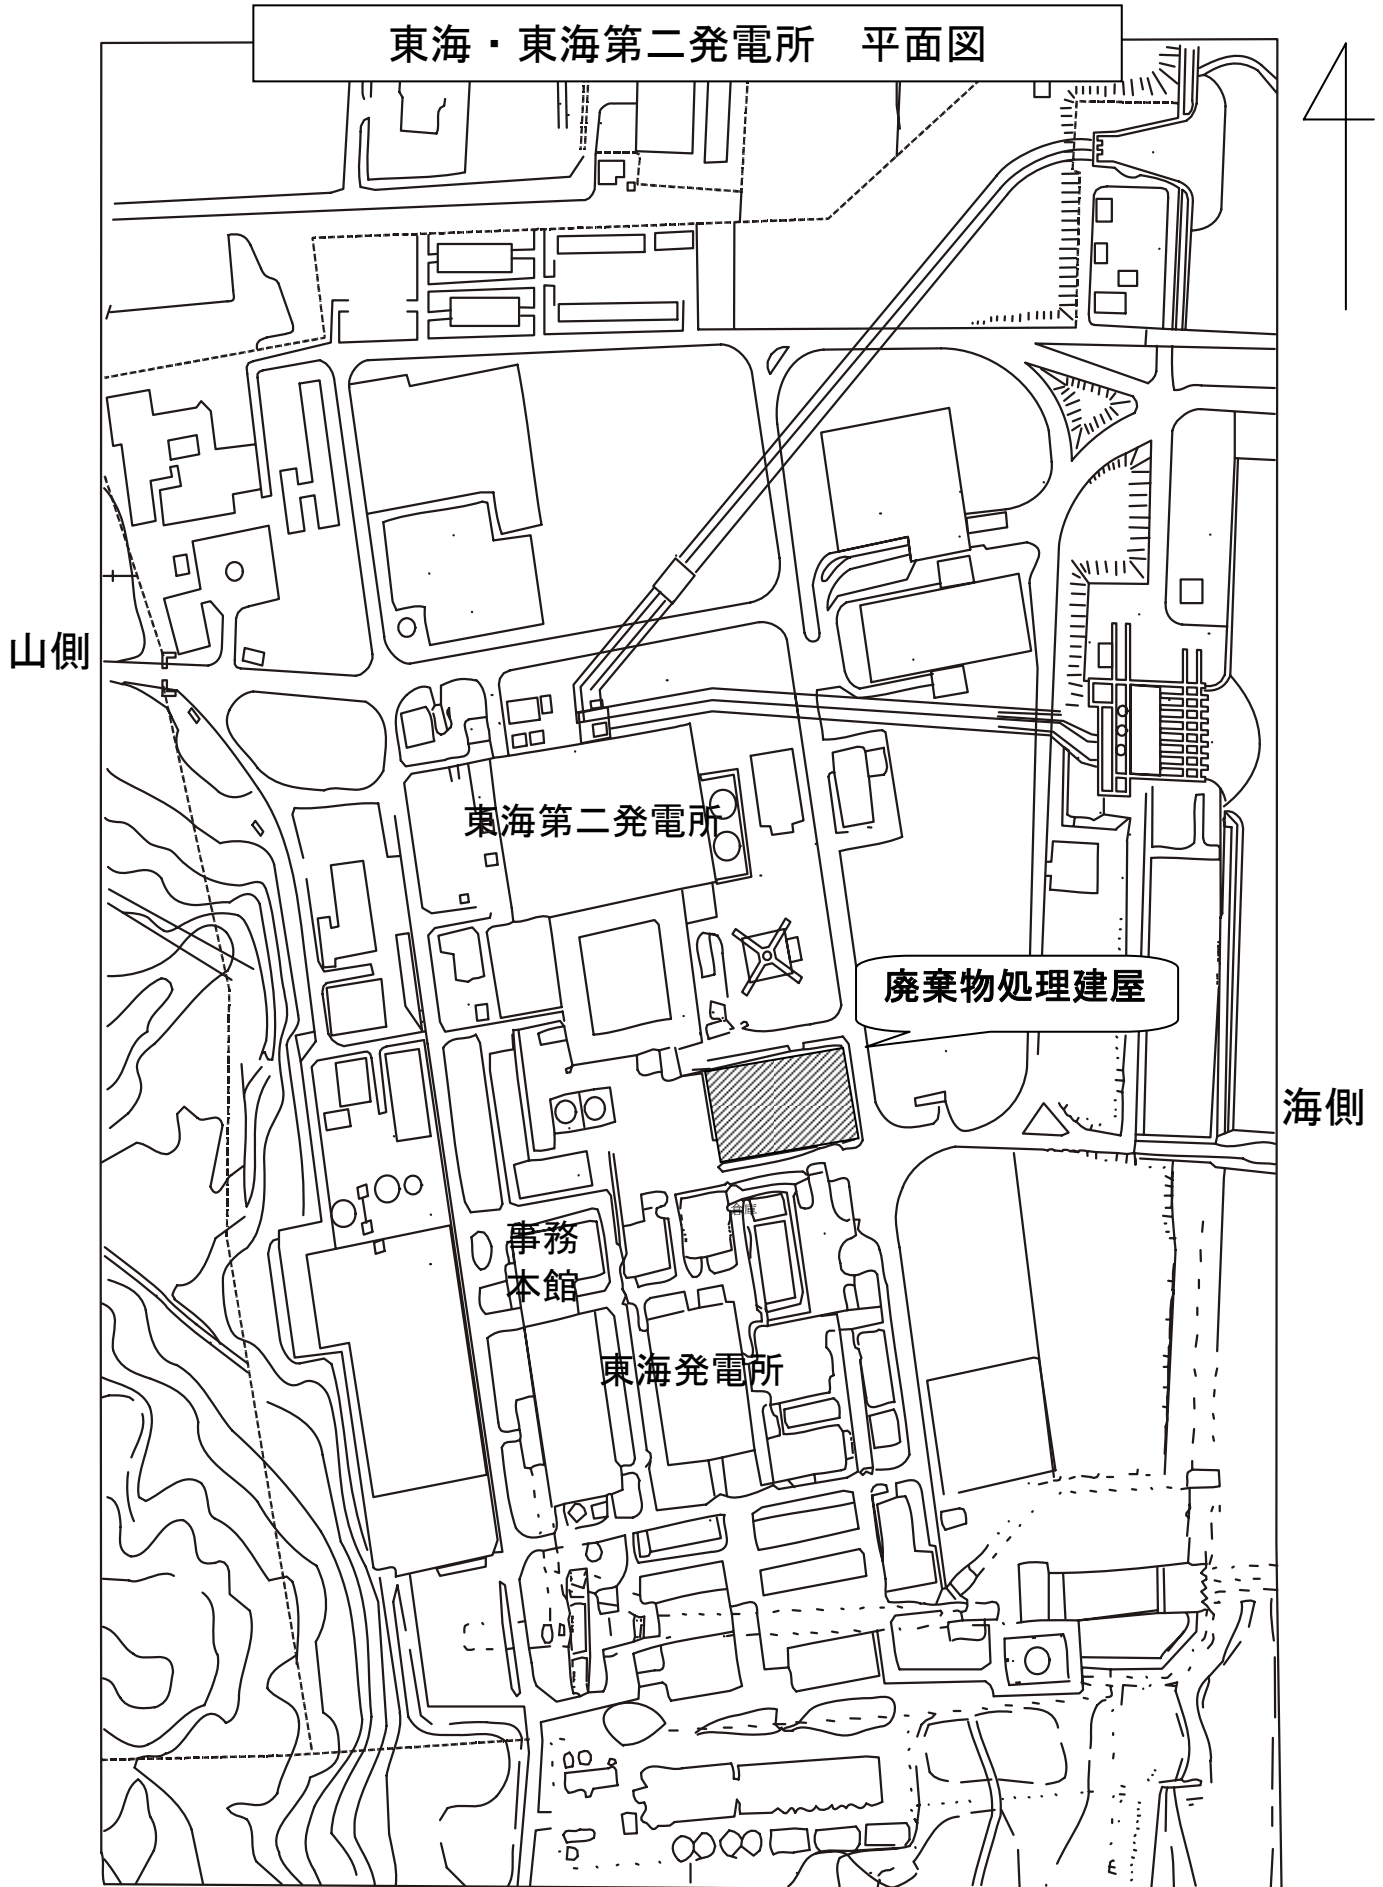 東海・東海第二発電所　平面図
山側
東海第二発電所
廃棄物処理建屋
海側
倉庫
事務
本館
東海発電所